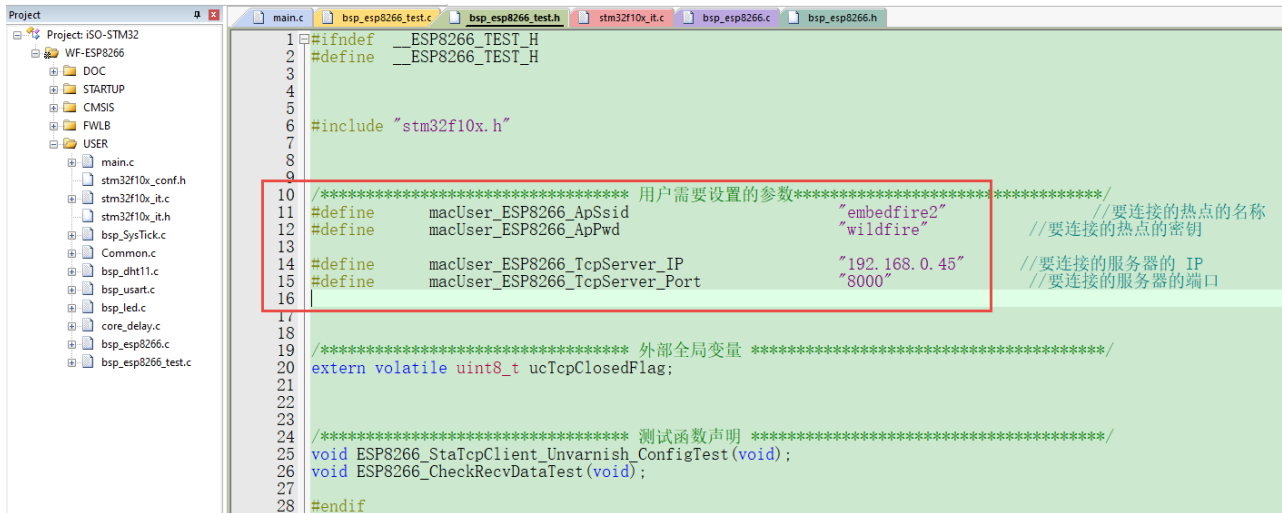 Project
Project: iSO-STM32
WF-ESP8266
DOC
STARTUP
CMSIS
FWLB
USER
main.c
stm32f10x_conf.h
stm32f10x_it.c
stm32f10x_it.h
bsp_SysTick.c
Common.c
bsp_dht11.c
bsp_usart.c
bsp_led.c
core_delay.c
bsp_esp8266.c
bsp_esp8266_test.c
main.c bsp_esp8266_test.c bsp_esp8266_test.h stm32f10x_it.c bsp_esp8266.c bsp_esp8266.h
1 #ifndef __ESP8266_TEST_H
2 #define __ESP8266_TEST_H
3
4
5
6 #include "stm32f10x.h"
7
8
9
10 /********************************** 用户需要设置的参数**********************************/
11 #define macUser_ESP8266_ApSsid "embedfire2" //要连接的热点的名称
12 #define macUser_ESP8266_ApPwd "wildfire" //要连接的热点的密钥
13
14 #define macUser_ESP8266_TcpServer_IP "192.168.0.45" //要连接的服务器的 IP
15 #define macUser_ESP8266_TcpServer_Port "8000" //要连接的服务器的端口
16
17
18
19 /********************************** 外部全局变量 ***************************************/
20 extern volatile uint8_t ucTcpClosedFlag;
21
22
23
24 /********************************** 测试函数声明 ***************************************/
25 void ESP8266_StaTcpClient_Unvarnish_ConfigTest(void);
26 void ESP8266_CheckRecvDataTest(void);
27
28 #endif